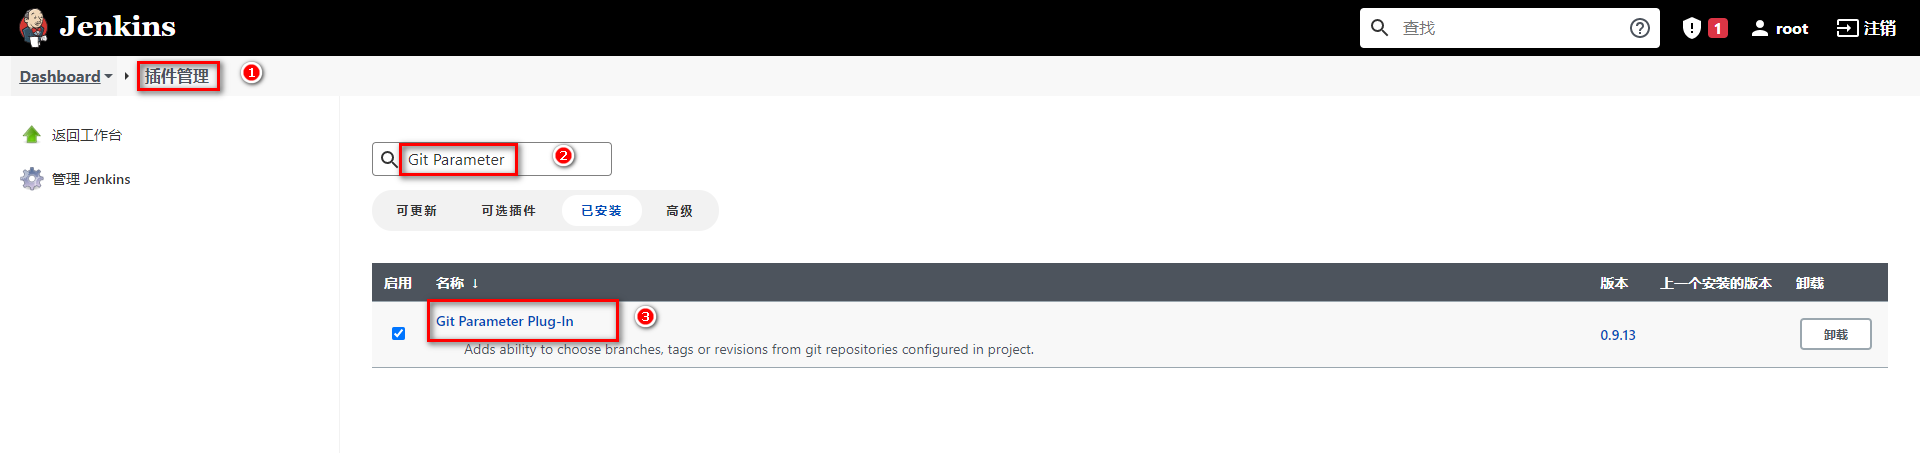 Jenkins
查找
1
root
注销
Dashboard
插件管理
1
返回工作台
管理 Jenkins
Git Parameter
2
可更新
可选插件
已安装
高级
启用
名称 ↓
版本
上一个安装的版本
卸载
Git Parameter Plug-In
3
Adds ability to choose branches, tags or revisions from git repositories configured in project.
0.9.13
卸载